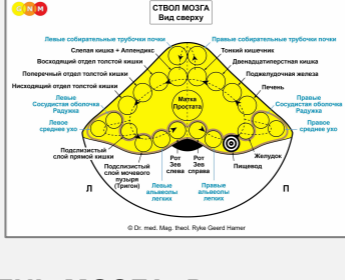 GNM
СТВОЛ МОЗГА
Вид сверху
Левые собирательные трубочки почки
Правые собирательные трубочки почки
Слепая кишка + Аппендикс
Тонкий кишечник
Восходящий отдел толстой кишки
Двенадцатиперстная кишка
Поперечный отдел толстой кишки
Поджелудочная железа
Нисходящий отдел толстой кишки
Печень
Левые
Сосудистая оболочка
Радужка
Матка
Простата
Правые
Сосудистая оболочка
Радужка
Левое
среднее ухо
Правое
среднее ухо
Подслизистый
слой прямой кишки
Желудок
Подслизистый
слой мочевого
пузыря
(Тригон)
Рот
Зев
слева
Рот
Зев
справа
Пищевод
Левые
альвеолы
легких
Правые
альвеолы
легких
Л
П
© Dr. med. Mag. theol. Ryke Geerd Hamer